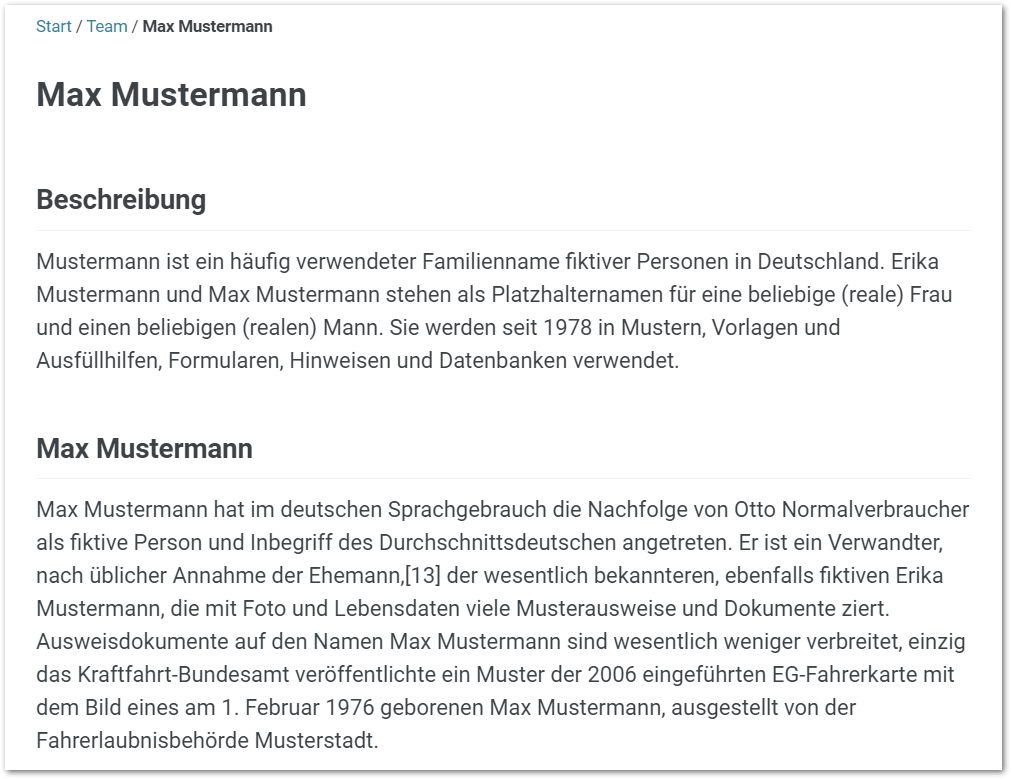 Start / Team / Max Mustermann
Max Mustermann
Beschreibung
Mustermann ist ein häufig verwendeter Familienname fiktiver Personen in Deutschland. Erika
Mustermann und Max Mustermann stehen als Platzhalternamen für eine beliebige (reale) Frau
und einen beliebigen (realen) Mann. Sie werden seit 1978 in Mustern, Vorlagen und
Ausfüllhilfen, Formularen, Hinweisen und Datenbanken verwendet.
Max Mustermann
Max Mustermann hat im deutschen Sprachgebrauch die Nachfolge von Otto Normalverbraucher
als fiktive Person und Inbegriff des Durchschnittsdeutschen angetreten. Er ist ein Verwandter,
nach üblicher Annahme der Ehemann,[13] der wesentlich bekannteren, ebenfalls fiktiven Erika
Mustermann, die mit Foto und Lebensdaten viele Musterausweise und Dokumente ziert.
Ausweisdokumente auf den Namen Max Mustermann sind wesentlich weniger verbreitet, einzig
das Kraftfahrt-Bundesamt veröffentlichte ein Muster der 2006 eingeführten EG-Fahrerkarte mit
dem Bild eines am 1. Februar 1976 geborenen Max Mustermann, ausgestellt von der
Fahrerlaubnisbehörde Musterstadt.